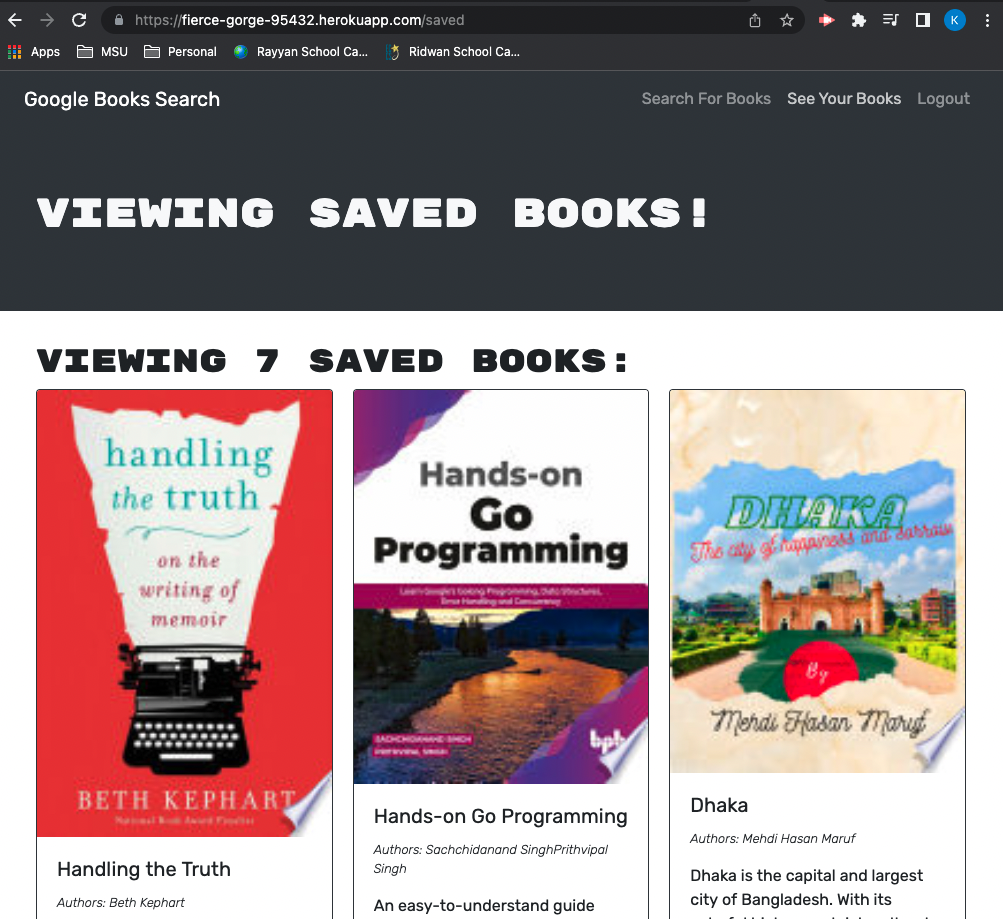 https://fierce-gorge-95432.herokuapp.com/saved
K
Apps MSU Personal Rayyan School Ca... Ridwan School Ca...
Google Books Search
Search For Books See Your Books Logout
VIEWING SAVED BOOKS!
VIEWING 7 SAVED BOOKS:
handling
the truth
on the
writing of
memoir
BETH KEPHART
National Book Award Finalist
Handling the Truth
Authors: Beth Kephart
Hands-on
Go
Programming
Learn Google's Golang Programming, Data Structures,
Error Handling and Concurrency
SACHCHIDANAND SINGH
PRITHVIPAL SINGH
bpb
Hands-on Go Programming
Authors: Sachchidanand SinghPrithvipal
Singh
An easy-to-understand guide
DHAKA
The city of happiness and sorrow
By
Mehdi Hasan Maruf
Dhaka
Authors: Mehdi Hasan Maruf
Dhaka is the capital and largest
city of Bangladesh. With its